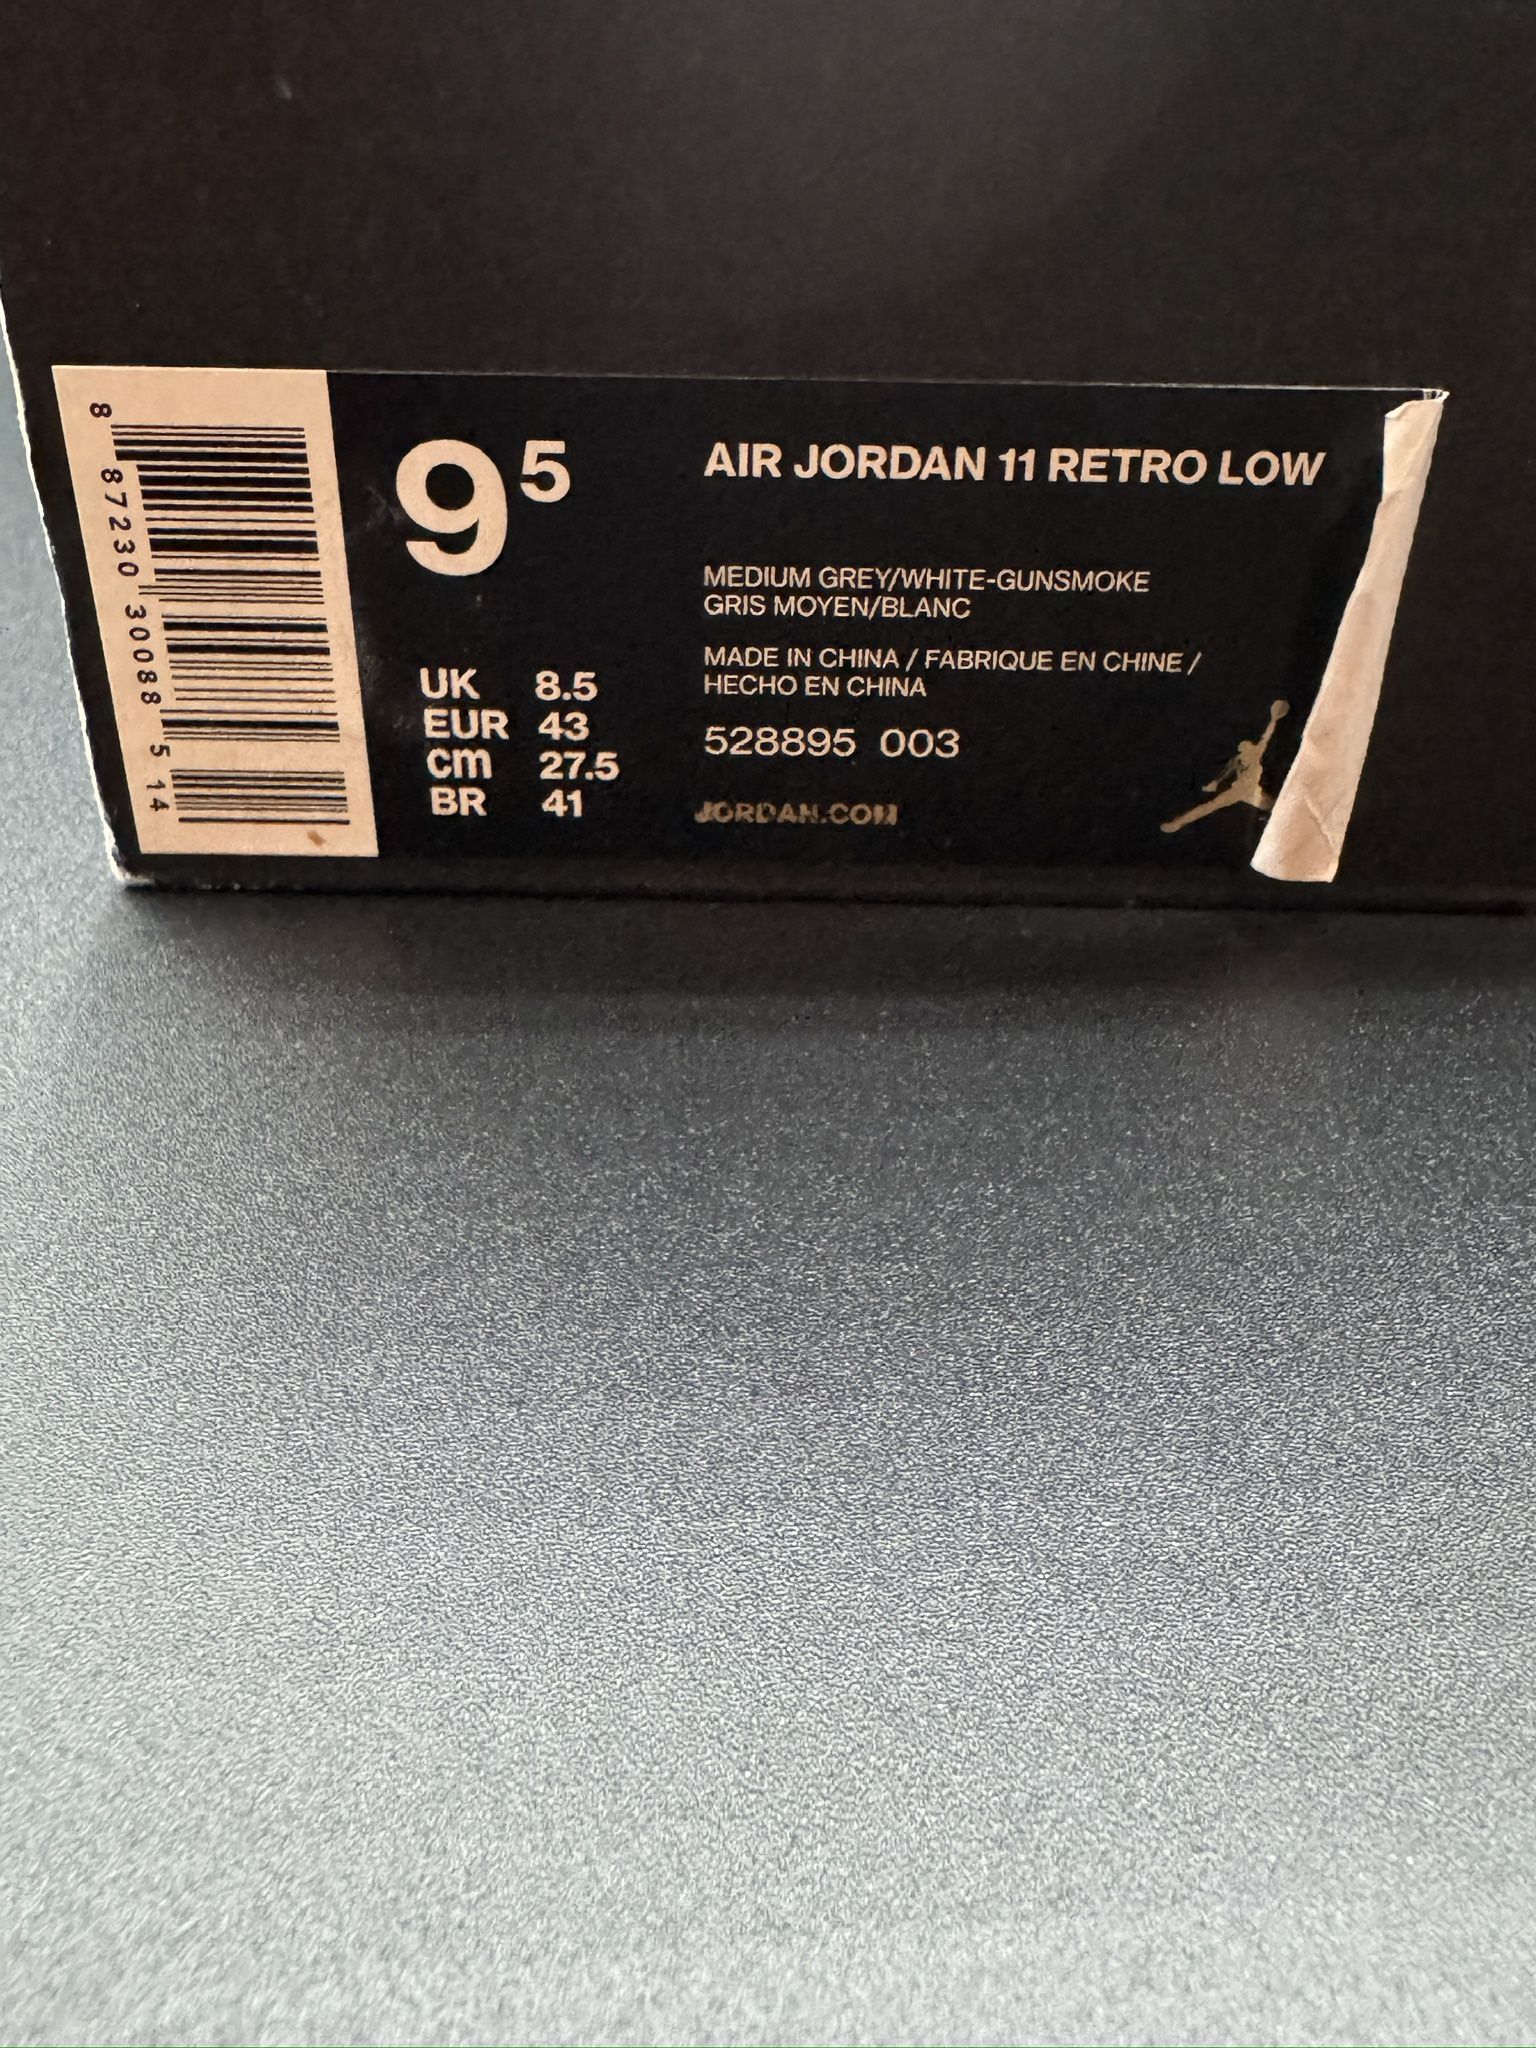 8 87230 30088 5 14
9 5
UK 8.5
EUR 43
cm 27.5
BR 41
AIR JORDAN 11 RETRO LOW
MEDIUM GREY/WHITE-GUNSMOKE
GRIS MOYEN/BLANC
MADE IN CHINA / FABRIQUE EN CHINE /
HECHO EN CHINA
528895 003
JORDAN.COM